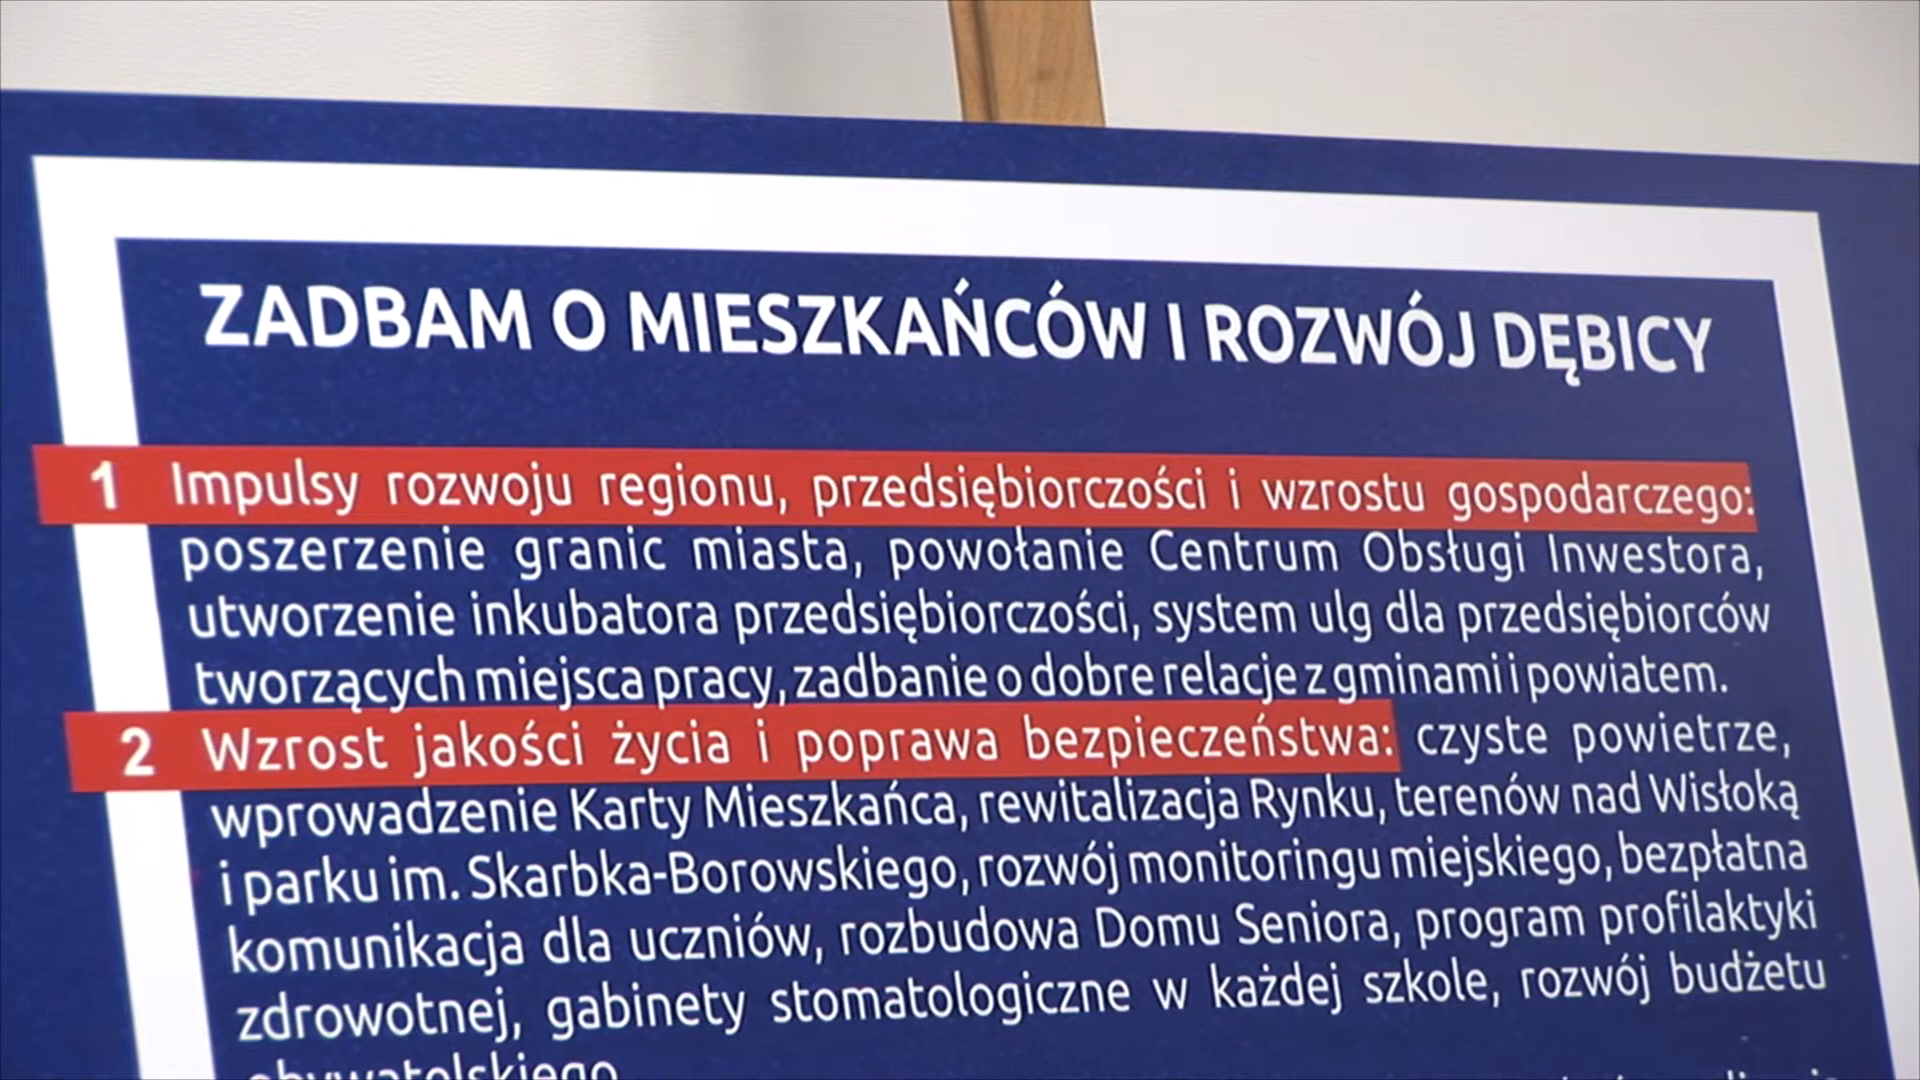 ZADBAM O MIESZKAŃCÓW I ROZWÓJ DĘBICY
1 Impulsy rozwoju regionu, przedsiębiorczości i wzrostu gospodarczego:
poszerzenie granic miasta, powołanie Centrum Obsługi Inwestora,
utworzenie inkubatora przedsiębiorczości, system ulg dla przedsiębiorców
tworzących miejsca pracy, zadbanie o dobre relacje z gminami i powiatem.
2 Wzrost jakości życia i poprawa bezpieczeństwa: czyste powietrze,
wprowadzenie Karty Mieszkańca, rewitalizacja Rynku, terenów nad Wisłoką
i parku im. Skarbka-Borowskiego, rozwój monitoringu miejskiego, bezpłatna
komunikacja dla uczniów, rozbudowa Domu Seniora, program profilaktyki
zdrowotnej, gabinety stomatologiczne w każdej szkole, rozwój budżetu
obywatelskiego